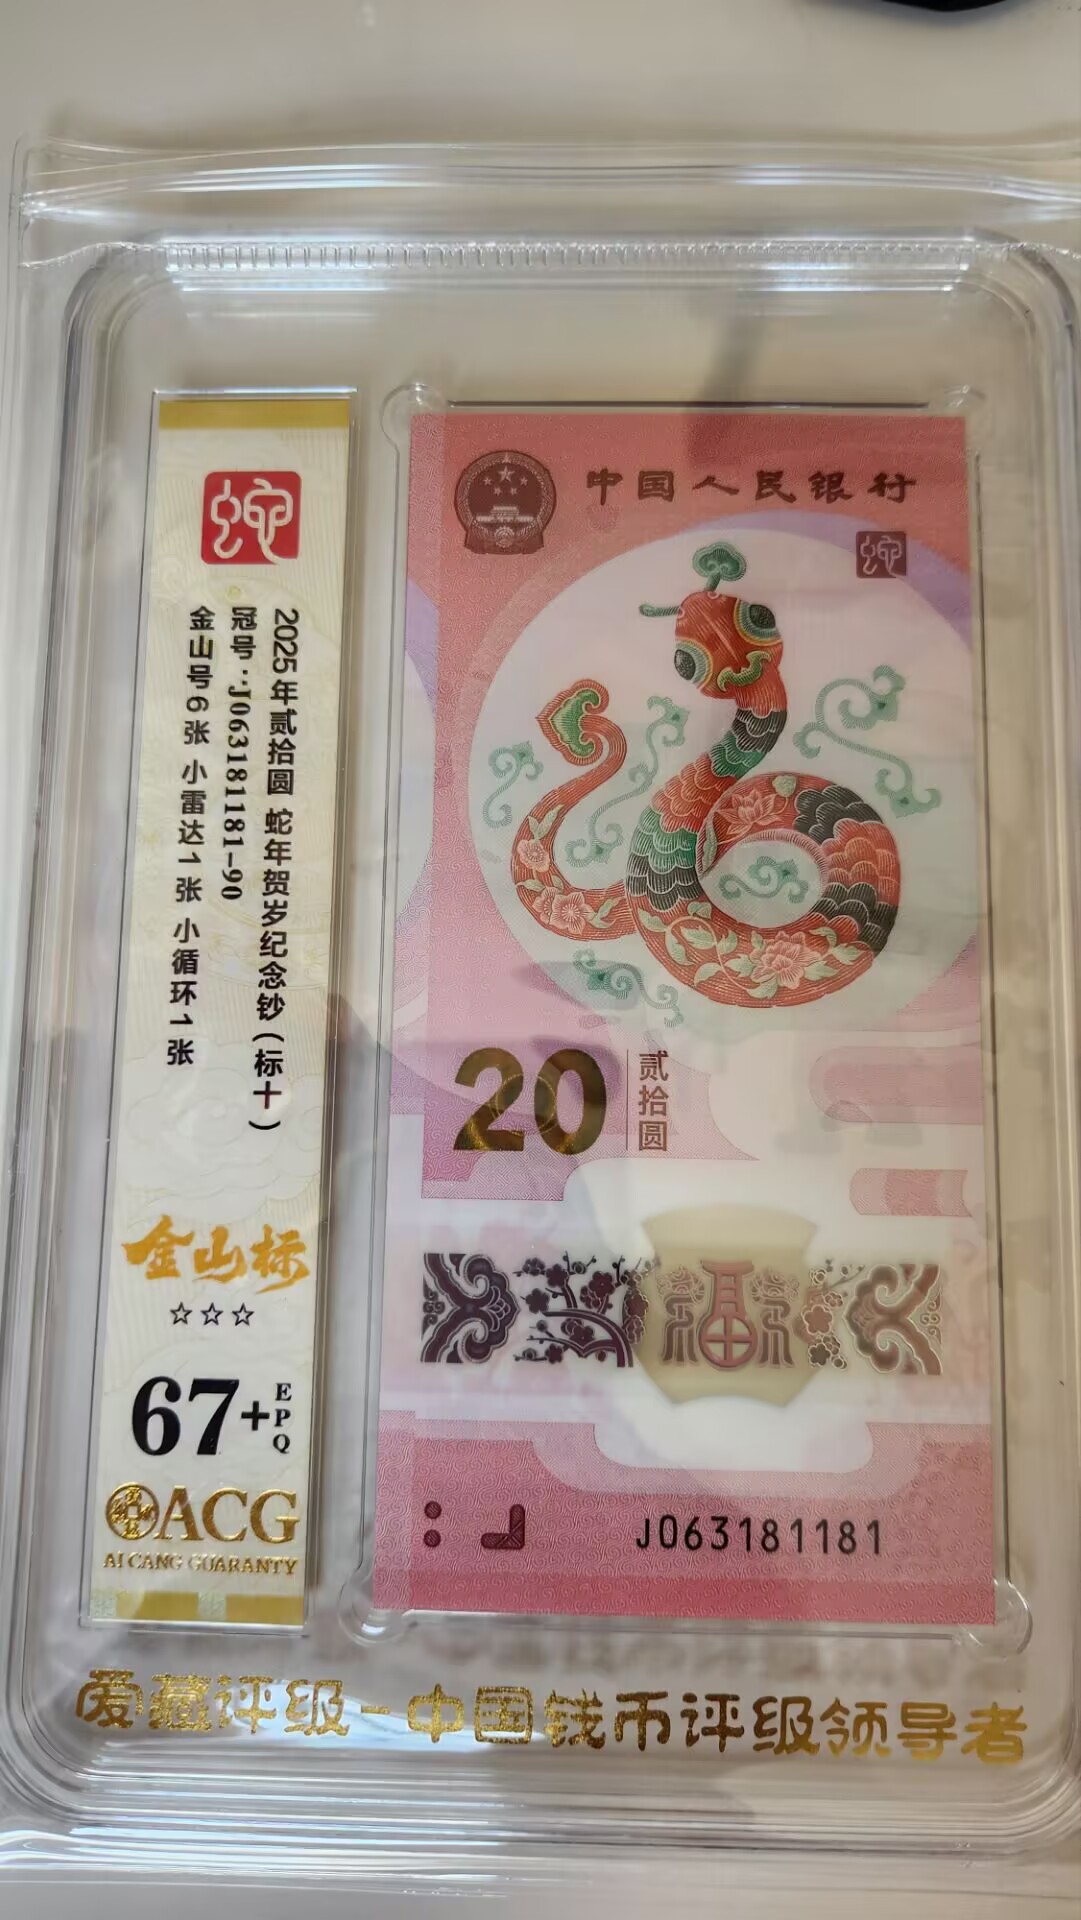 蛇
2025年贰拾圆 蛇年贺岁纪念钞（标十）
冠号：J063181181-90
金山号6张 小雷达1张 小循环1张
金山标
☆☆☆
67+EPQ
ACG
AI CANG GUARANTY
中国人民银行
蛇
20
贰拾圆
福
J063181181
爱藏评级-中国钱币评级领导者